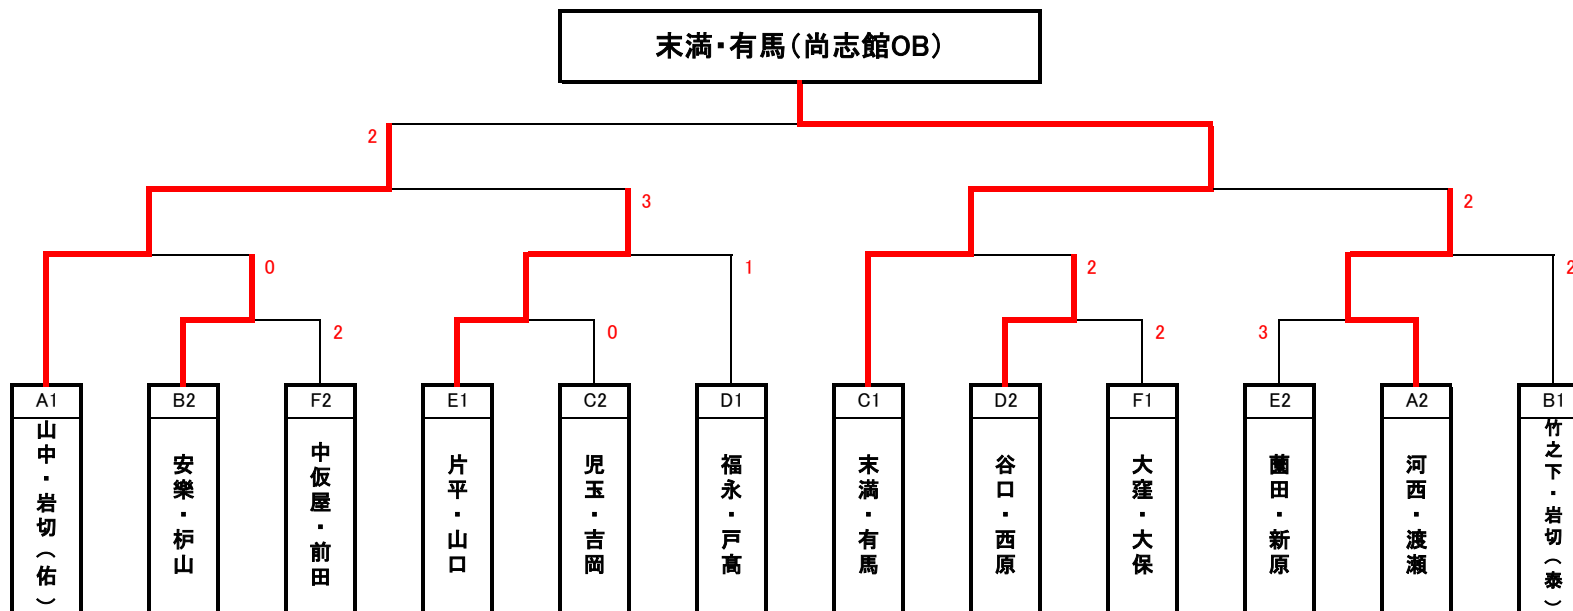 末満・有馬(尚志館OB)
2
3
2
0
1
2
2
2
0
2
3
A1
B2
F2
E1
C2
D1
C1
D2
F1
E2
A2
B1
山中・岩切(佑)
安樂・枦山
中仮屋・前田
片平・山口
児玉・吉岡
福永・戸髙
末満・有馬
谷口・西原
大窪・大保
薗田・新原
河西・渡瀬
竹之下・岩切(泰)